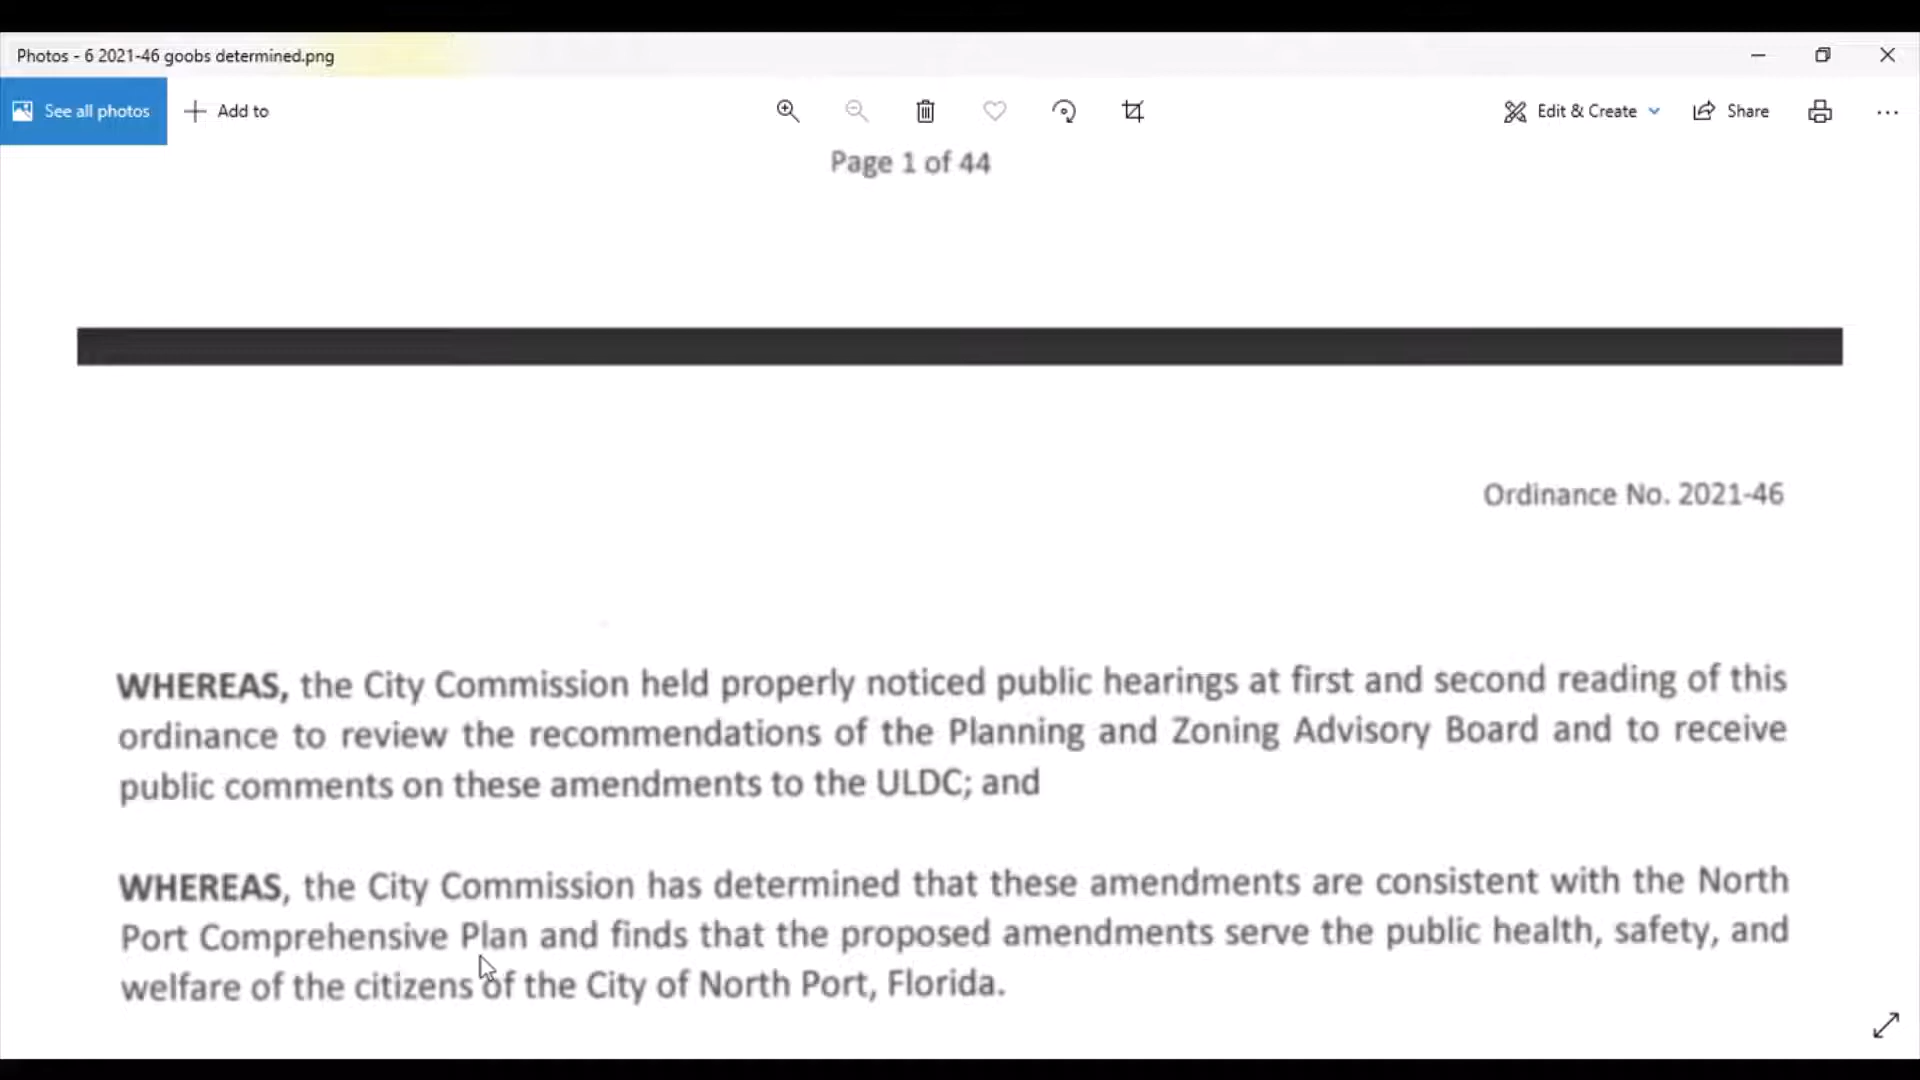 Photos - 6 2021-46 goobs determined.png
See all photos
Add to
Edit & Create
Share
Page 1 of 44
Ordinance No. 2021-46
WHEREAS, the City Commission held properly noticed public hearings at first and second reading of this
ordinance to review the recommendations of the Planning and Zoning Advisory Board and to receive
public comments on these amendments to the ULDC; and
WHEREAS, the City Commission has determined that these amendments are consistent with the North
Port Comprehensive Plan and finds that the proposed amendments serve the public health, safety, and
welfare of the citizens of the City of North Port, Florida.